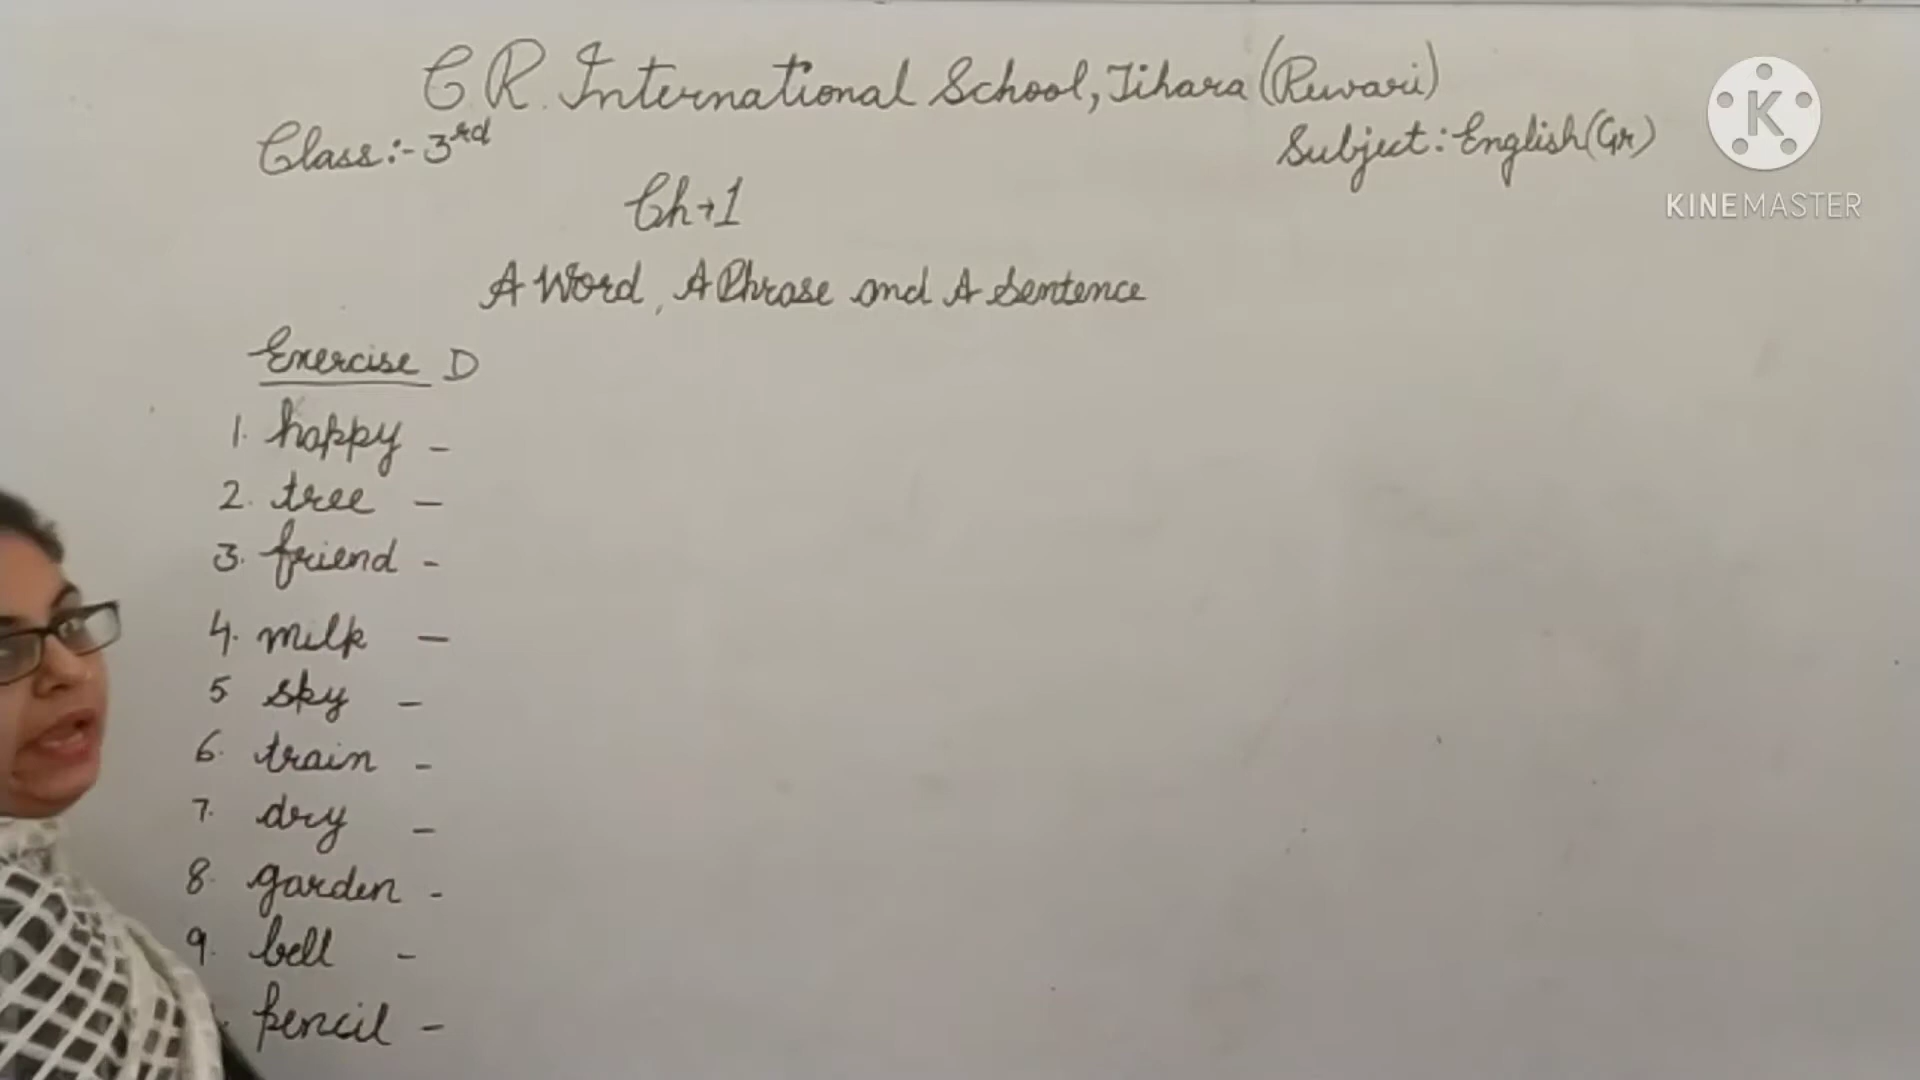 C R. International School, Jihara (Rewari)
Class:- 3rd
Subject: English (Gr)
Ch → 1
A Word, A Phrase and A Sentence
Exercise D
1. happy -
2. tree -
3. friend -
4. milk -
5 sky -
6. train -
7. dry -
8. garden -
9. bell -
pencil -
K
KINEMASTER